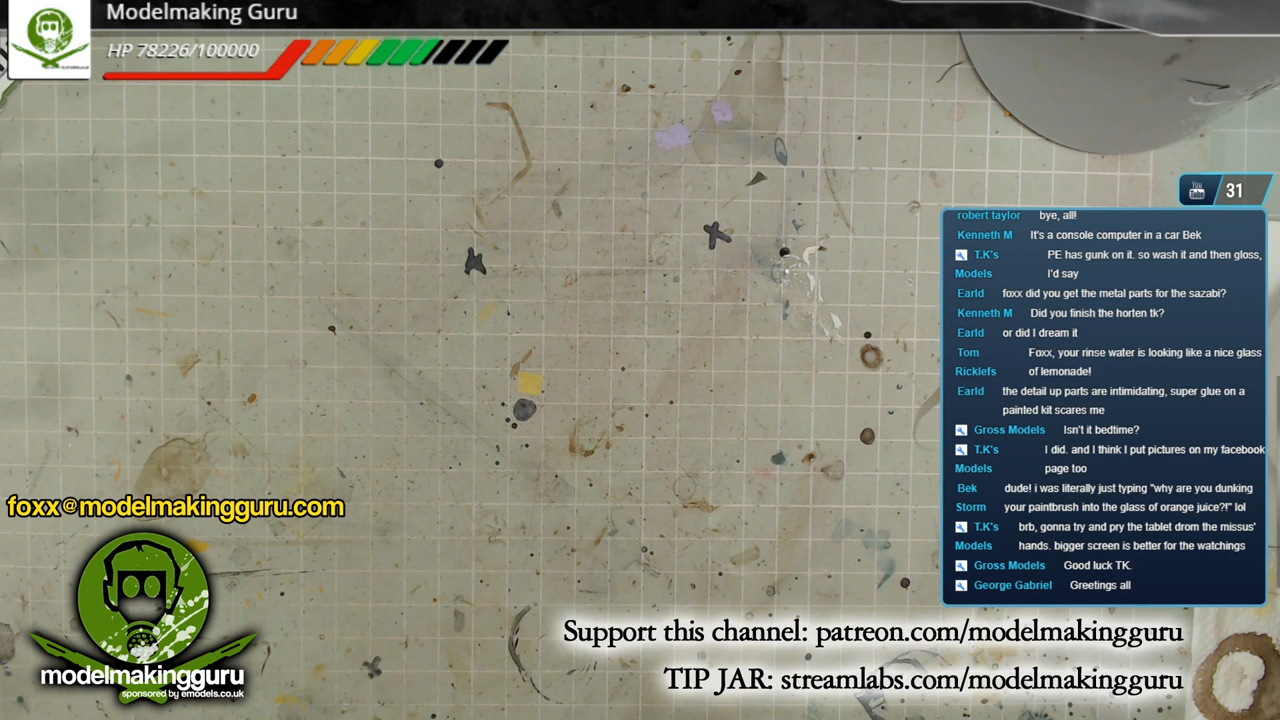 Modelmaking Guru
HP 78226/100000
You
Tube
31
robert taylor bye, all!
Kenneth M It's a console computer in a car Bek
T.K's PE has gunk on it. so wash it and then gloss,
Models I'd say
Earld foxx did you get the metal parts for the sazabi?
Kenneth M Did you finish the horten tk?
Earld or did I dream it
Tom Foxx, your rinse water is looking like a nice glass
Ricklefs of lemonade!
Earld the detail up parts are intimidating, super glue on a
painted kit scares me
Gross Models Isn't it bedtime?
T.K's I did. and I think I put pictures on my facebook
Models page too
Bek dude! i was literally just typing "why are you dunking
Storm your paintbrush into the glass of orange juice?!" lol
T.K's brb, gonna try and pry the tablet drom the missus'
Models hands. bigger screen is better for the watchings
Gross Models Good luck TK.
George Gabriel Greetings all
foxx@modelmakingguru.com
modelmakingguru
sponsored by emodels.co.uk
Support this channel: patreon.com/modelmakingguru
TIP JAR: streamlabs.com/modelmakingguru